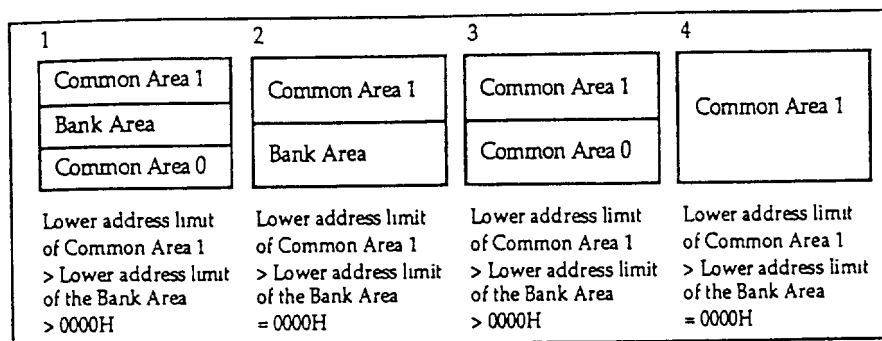 1
Common Area 1
Bank Area
Common Area 0
Lower address limit
of Common Area 1
> Lower address limit
of the Bank Area
> 0000H
2
Common Area 1
Bank Area
Lower address limit
of Common Area 1
> Lower address limit
of the Bank Area
= 0000H
3
Common Area 1
Common Area 0
Lower address limit
of Common Area 1
> Lower address limit
of the Bank Area
> 0000H
4
Common Area 1
Lower address limit
of Common Area 1
> Lower address limit
of the Bank Area
= 0000H